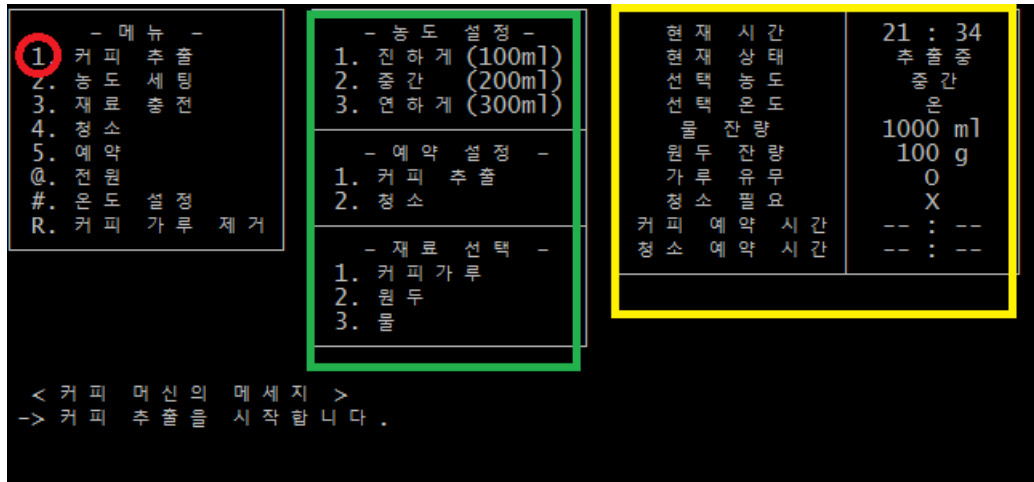 - 메뉴 -
1. 커피 추출
2. 농도 세팅
3. 재료 충전
4. 청소
5. 예약
@. 전원
#. 온도 설정
R. 커피 가루 제거
- 농도 설정 -
1. 진하게 (100ml)
2. 중간 (200ml)
3. 연하게 (300ml)
- 예약 설정 -
1. 커피 추출
2. 청소
- 재료 선택 -
1. 커피가루
2. 원두
3. 물
현재 시간 21 : 34
현재 상태 추출중
선택 농도 중간
선택 온도 온
물 잔량 1000 ml
원두 잔량 100 g
가루 유무 O
청소 필요 X
커피 예약 시간 -- : --
청소 예약 시간 -- : --
< 커피 머신의 메세지 >
-> 커피 추출을 시작합니다.